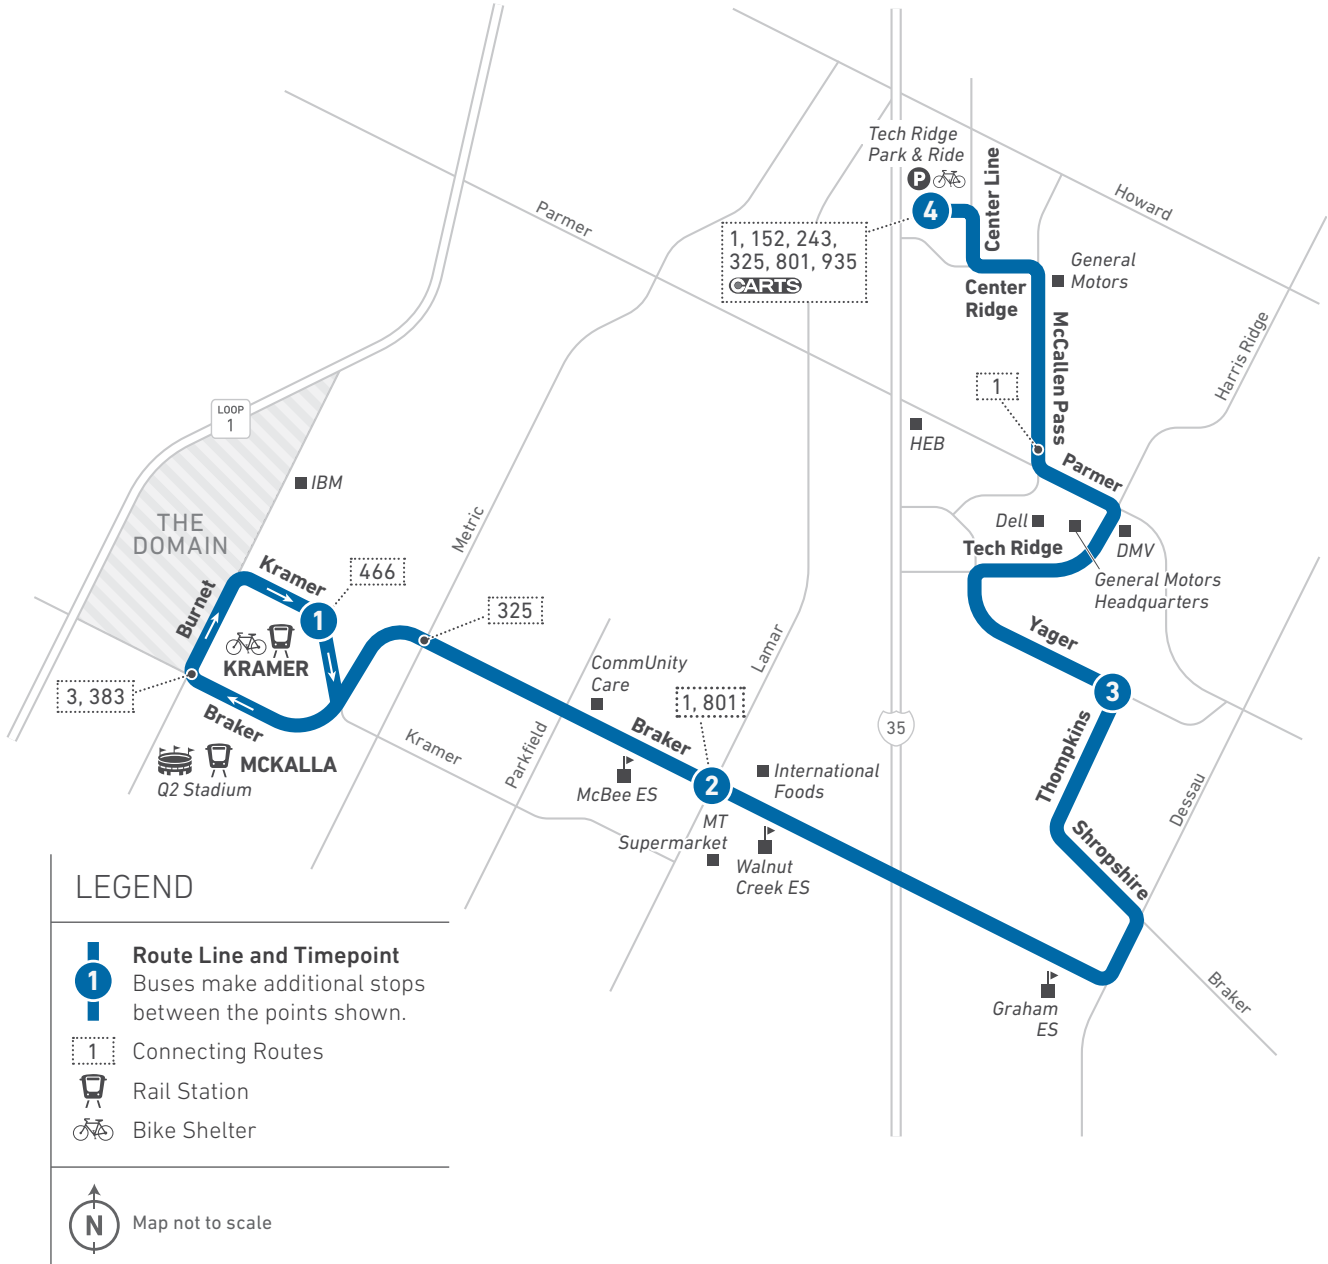 Tech Ridge
Park & Ride
P
4
Center Line
Howard
Parmer
1, 152, 243,
325, 801, 935
CARTS
General
Motors
Center
Ridge
McCallen Pass
Harris Ridge
1
LOOP
1
HEB
Parmer
IBM
Metric
THE
DOMAIN
Dell
DMV
Tech Ridge
General Motors
Headquarters
Kramer
466
Burnet
1
325
KRAMER
Yager
Lamar
CommUnity
Care
3, 383
1, 801
3
Braker
Braker
35
Kramer
Parkfield
MCKALLA
Q2 Stadium
McBee ES
2
International
Foods
Thompkins
Dessau
MT
Supermarket
Walnut
Creek ES
Shropshire
Graham
ES
Braker
LEGEND
Route Line and Timepoint
1
Buses make additional stops
between the points shown.
1
Connecting Routes
Rail Station
Bike Shelter
N
Map not to scale